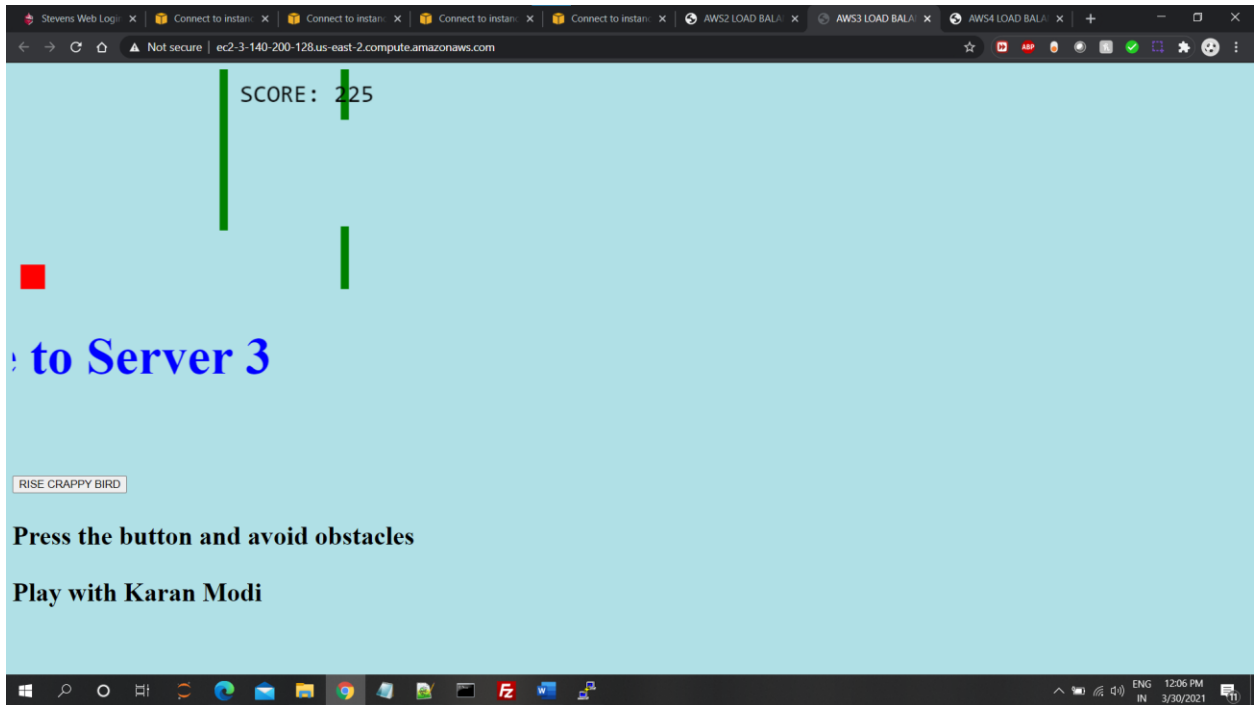 Stevens Web Login
Connect to instanc
Connect to instanc
Connect to instanc
Connect to instanc
AWS2 LOAD BALA
AWS3 LOAD BALA
AWS4 LOAD BALA
Not secure | ec2-3-140-200-128.us-east-2.compute.amazonaws.com
ABP
SCORE: 225
to Server 3
RISE CRAPPY BIRD
Press the button and avoid obstacles
Play with Karan Modi
ENG
IN
12:06 PM
3/30/2021
11